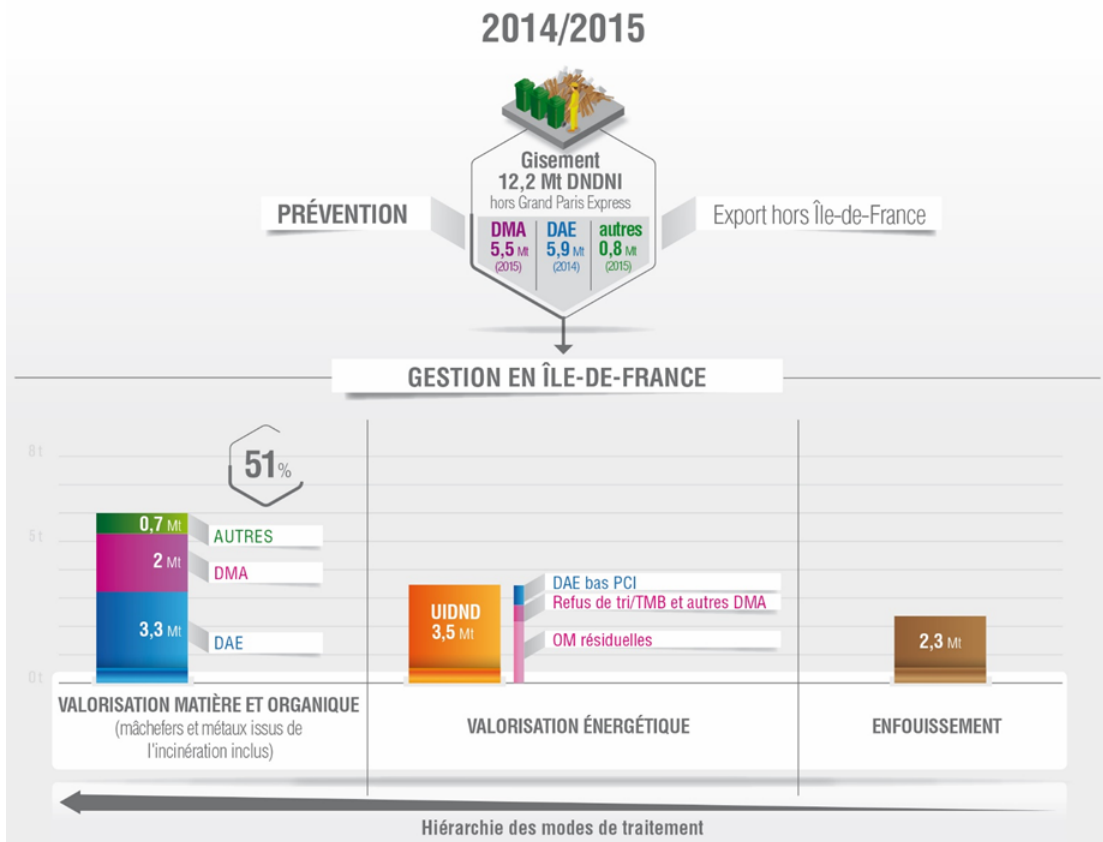 2014/2015
Gisement
12,2 Mt DNDNI
hors Grand Paris Express
PRÉVENTION
Export hors Île-de-France
DMA
5,5 Mt
(2015)
DAE
5,9 Mt
(2014)
autres
0,8 Mt
(2015)
GESTION EN ÎLE-DE-FRANCE
8 t
5 t
0 t
51%
0,7 Mt
AUTRES
2 Mt
DMA
3,3 Mt
DAE
UIDND
3,5 Mt
DAE bas PCI
Refus de tri/TMB et autres DMA
OM résiduelles
2,3 Mt
VALORISATION MATIÈRE ET ORGANIQUE
(mâchefers et métaux issus de
l'incinération inclus)
VALORISATION ÉNERGÉTIQUE
ENFOUISSEMENT
Hiérarchie des modes de traitement